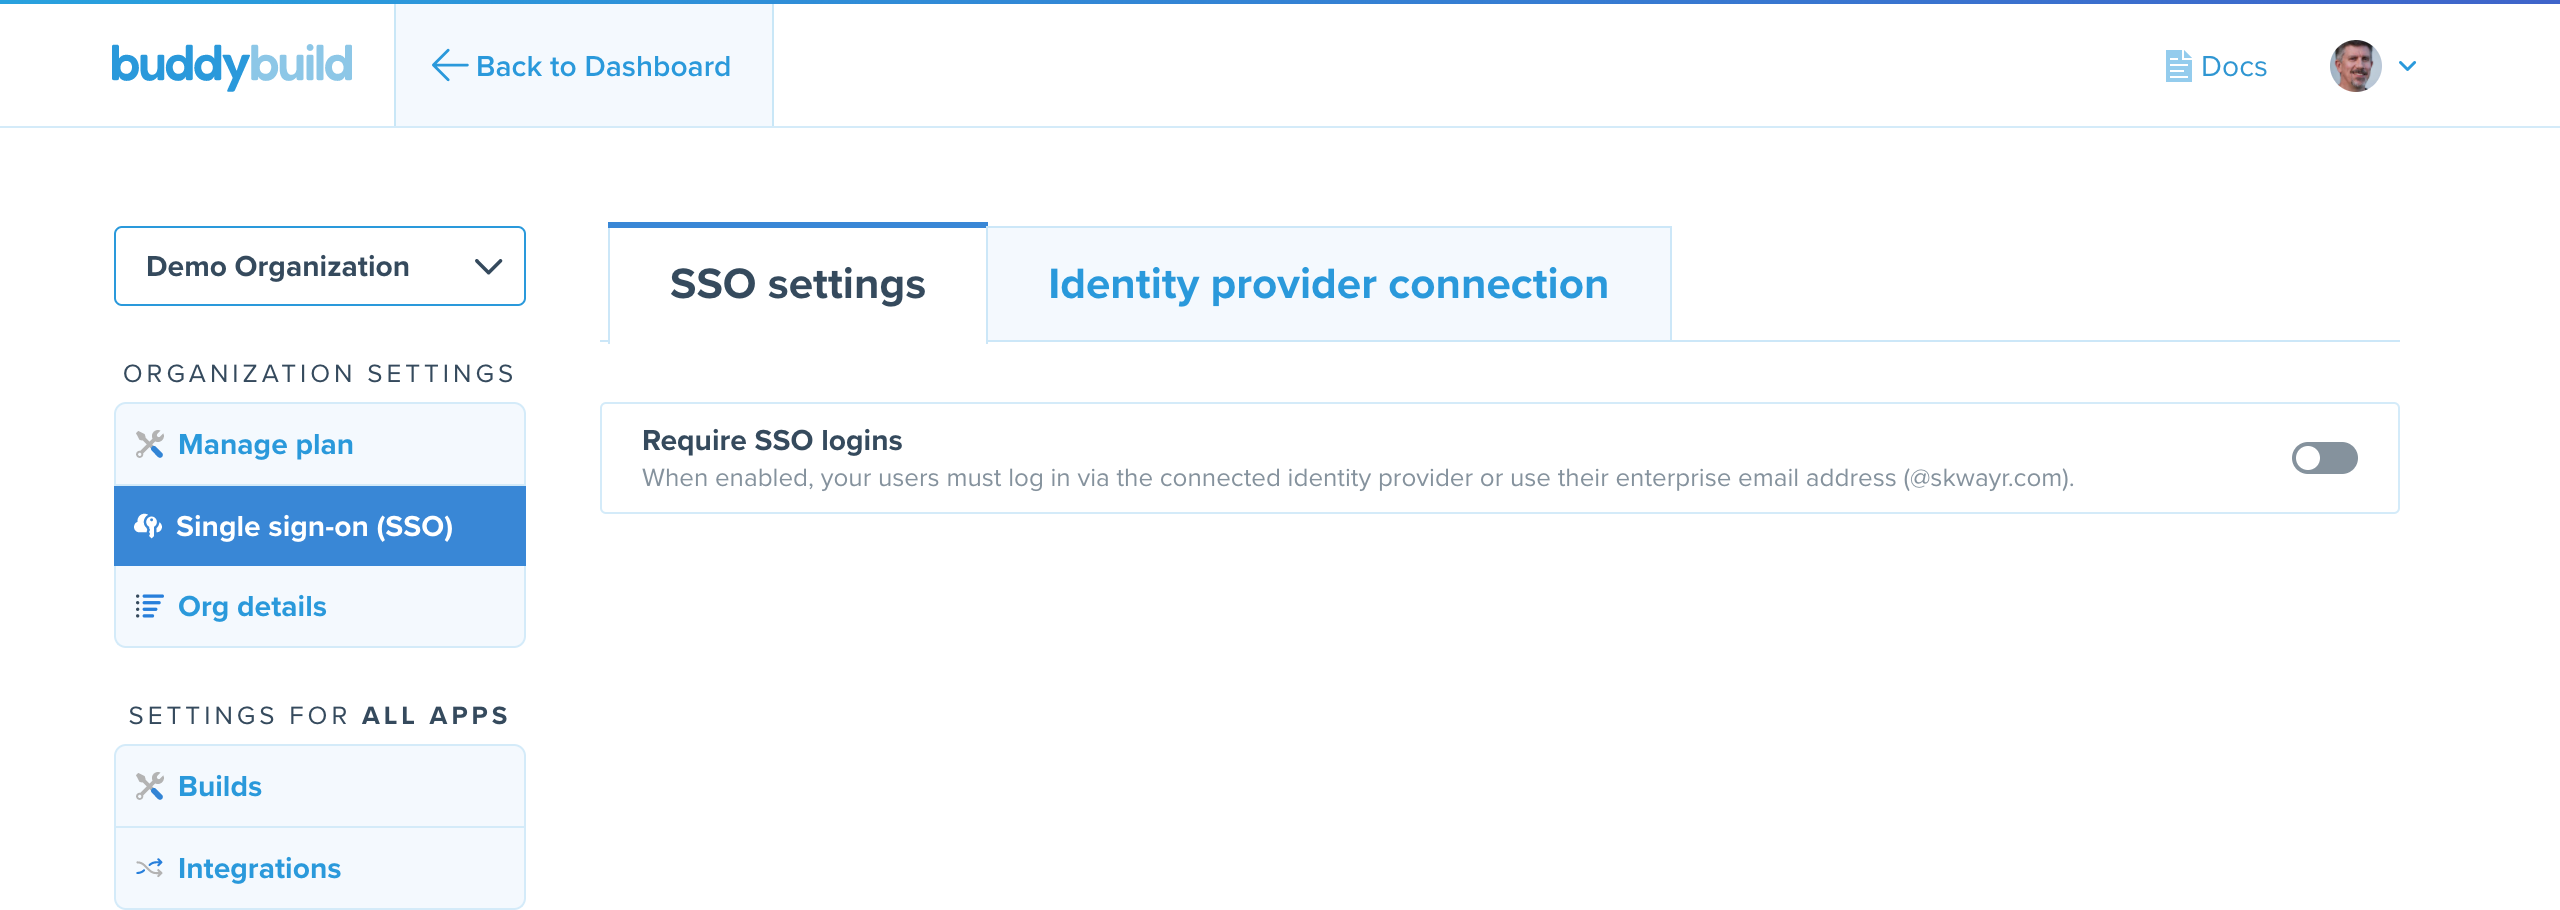 buddybuild
Back to Dashboard
Docs
Demo Organization
ORGANIZATION SETTINGS
Manage plan
Single sign-on (SSO)
Org details
SETTINGS FOR ALL APPS
Builds
Integrations
SSO settings
Identity provider connection
Require SSO logins
When enabled, your users must log in via the connected identity provider or use their enterprise email address (@skwayr.com).